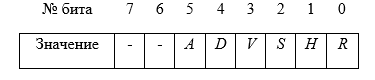 № бита 7 6 5 4 3 2 1 0
Значение - - A D V S H R